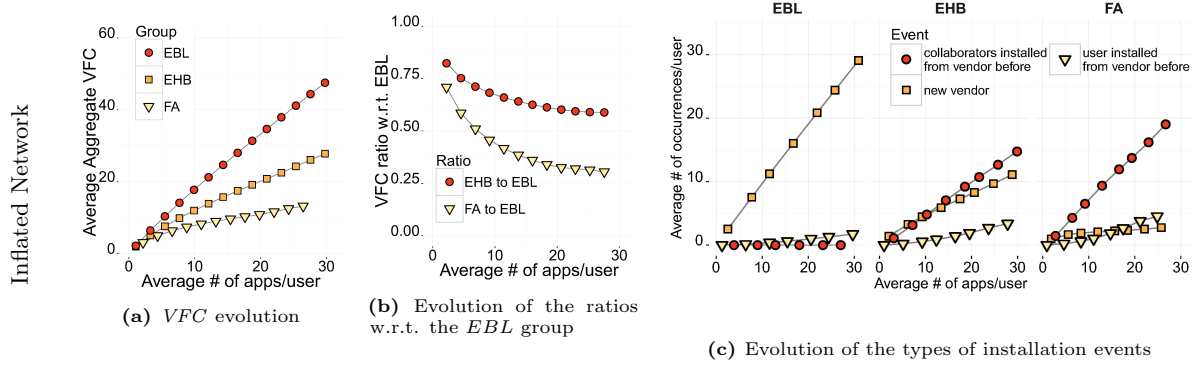 Inflated Network
Average Aggregate VFC
60
40
20
0
Group
EBL
EHB
FA
0
10
20
30
Average # of apps/user
(a) VFC evolution
VFC ratio w.r.t. EBL
1.00
0.75
0.50
0.25
0.00
Ratio
EHB to EBL
FA to EBL
0
10
20
30
Average # of apps/user
(b) Evolution of the ratios
w.r.t. the EBL group
Average # of occurrences/user
30
20
10
0
EBL
EHB
FA
Event
collaborators installed
from vendor before
new vendor
user installed
from vendor before
0
10
20
30
0
10
20
30
0
10
20
30
Average # of apps/user
(c) Evolution of the types of installation events